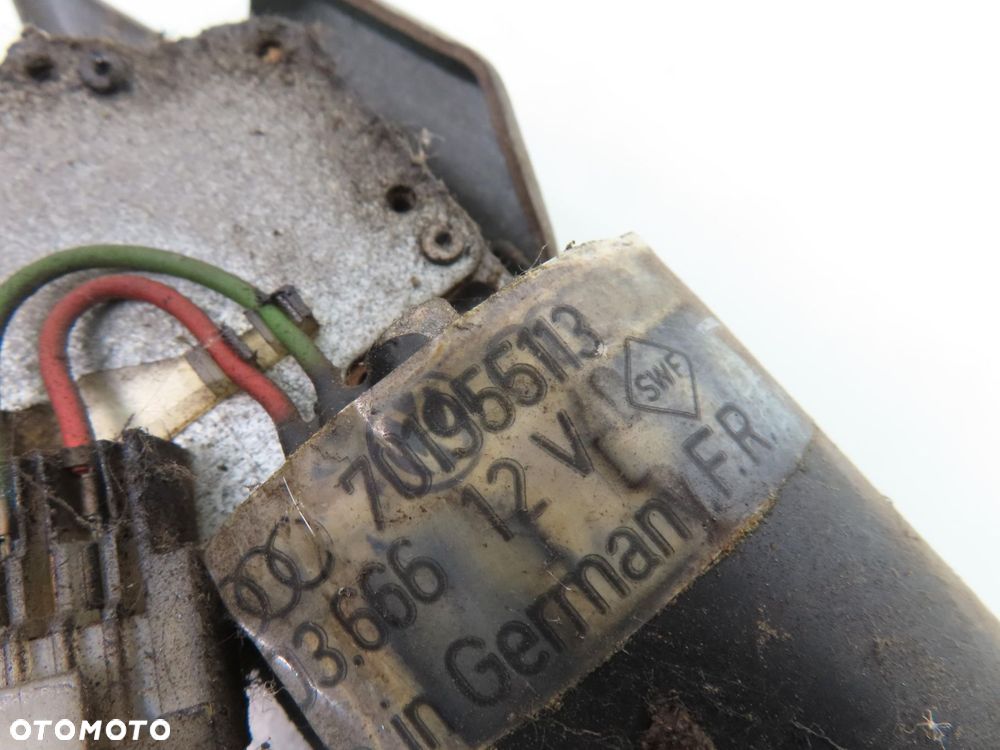 701955113
SWF
3.666 12 V
in Germany F.R.
OTOMOTO